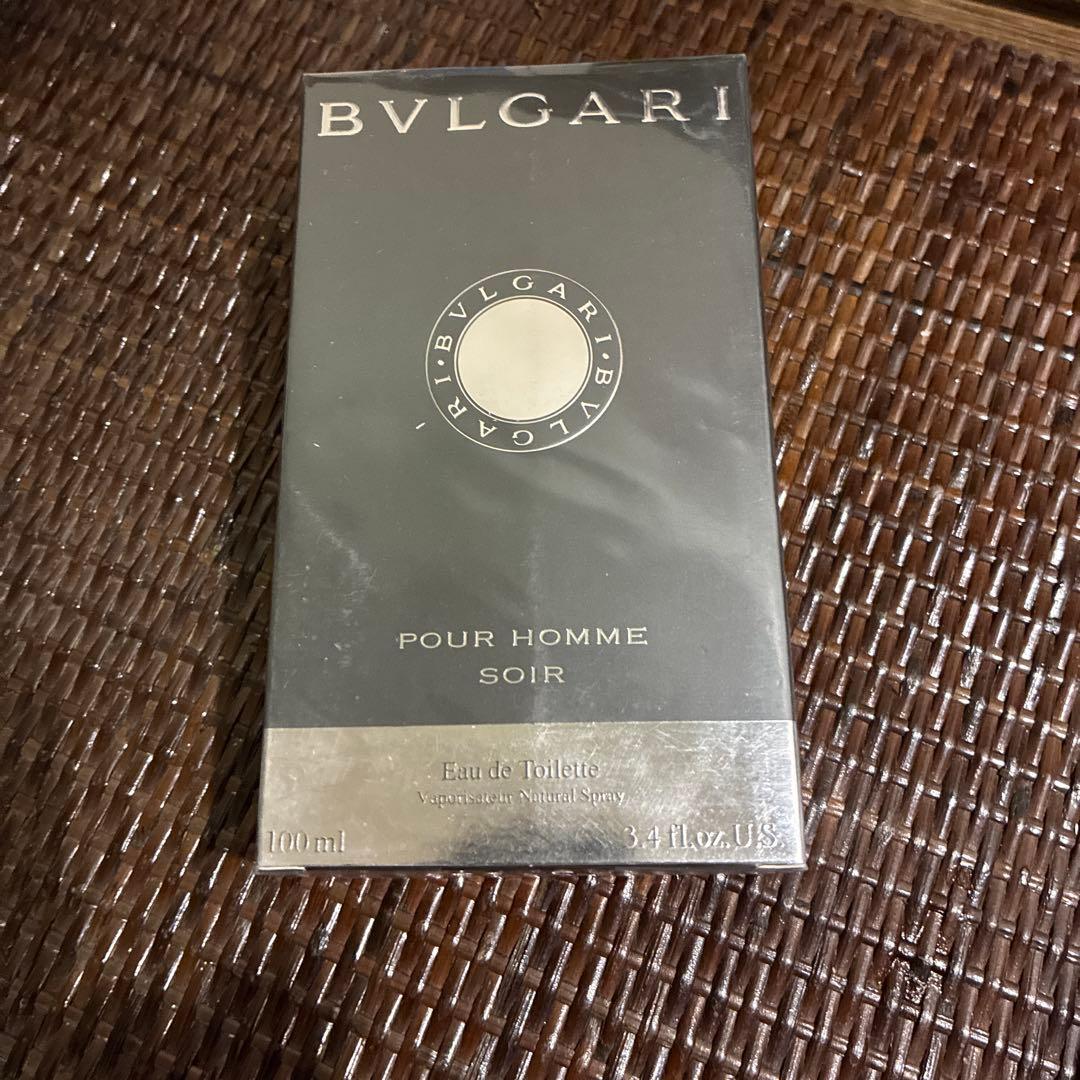 BVLGARI
BVLGARI · BVLGARI ·
POUR HOMME
SOIR
Eau de Toilette
Vaporisateur Natural Spray
100 ml
3.4 fl.oz.U.S.